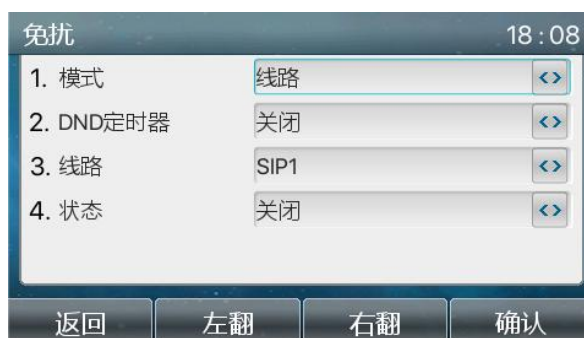 免扰 18:08
1. 模式 线路
2. DND定时器 关闭
3. 线路 SIP1
4. 状态 关闭
返回 左翻 右翻 确认